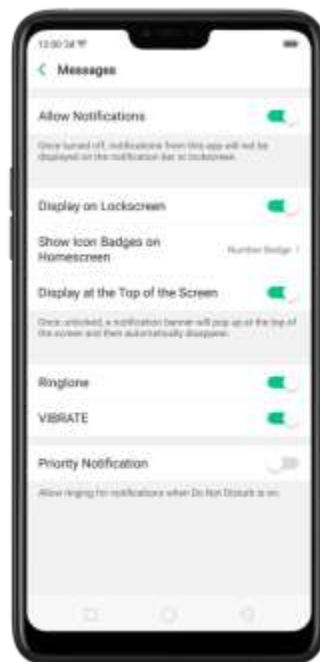 Messages
Allow Notifications
Once turned off, notifications from this app will not be
displayed on the notification bar or lockscreen.
Display on Lockscreen
Show Icon Badges on
Homescreen
Number Badge
Display at the Top of the Screen
Once unlocked, a notification banner will pop up at the top of
the screen and then automatically disappear.
Ringtone
VIBRATE
Priority Notification
Allow ringing for notifications when Do Not Disturb is on.